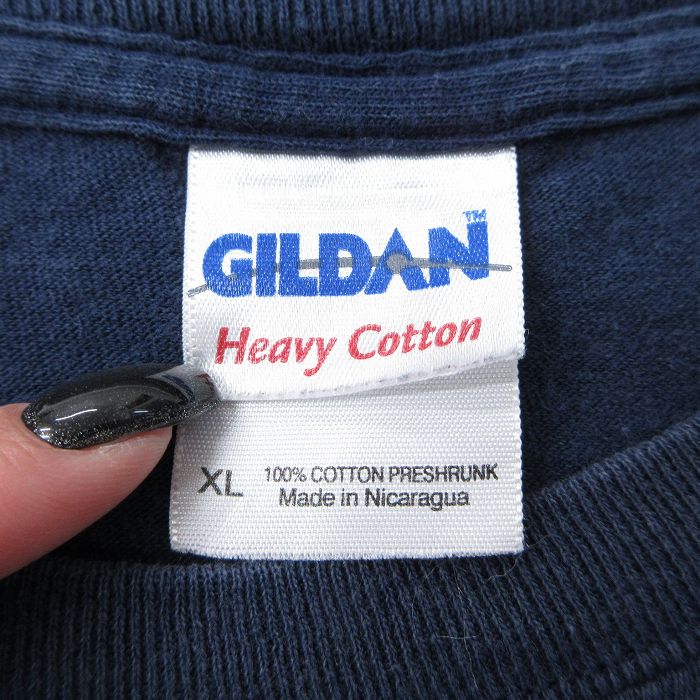 GILDAN™
Heavy Cotton
XL 100% COTTON PRESHRUNK
Made in Nicaragua